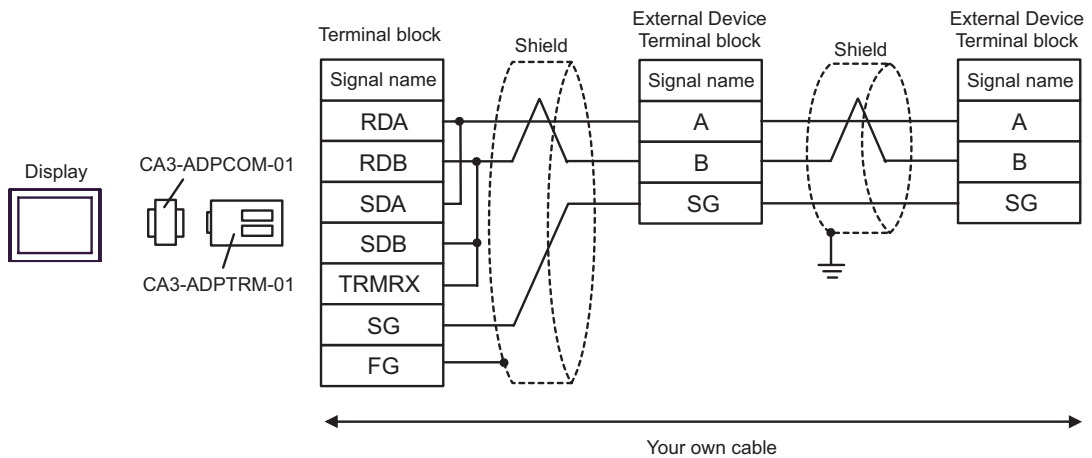 Display
CA3-ADPCOM-01
CA3-ADPTRM-01
Terminal block
Signal name
RDA
RDB
SDA
SDB
TRMRX
SG
FG
Shield
External Device
Terminal block
Signal name
A
B
SG
Shield
External Device
Terminal block
Signal name
A
B
SG
Your own cable